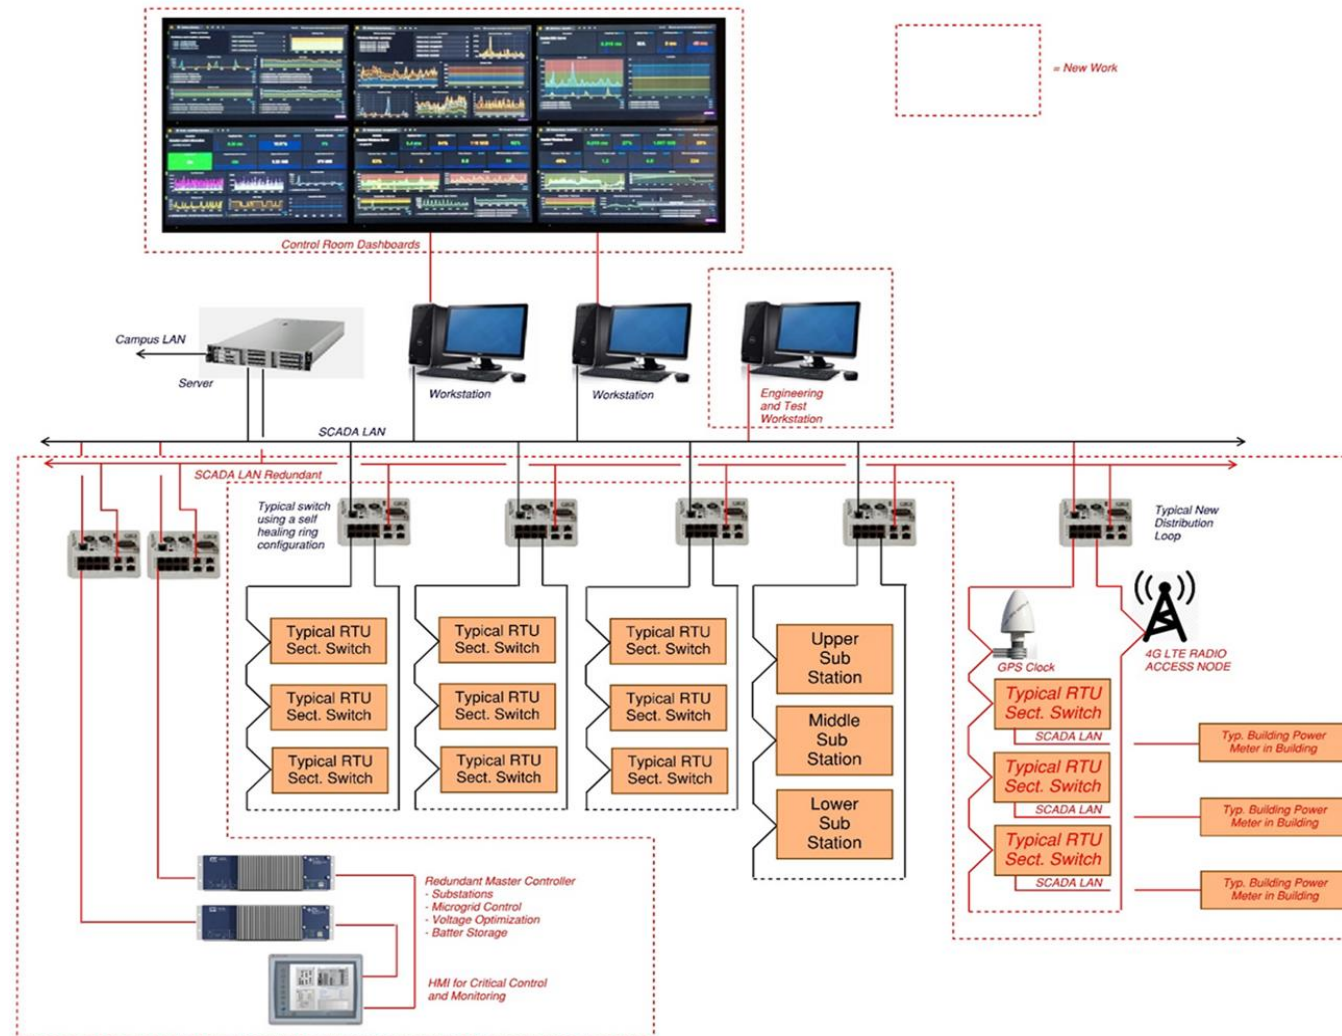 = New Work
Control Room Dashboards
Campus LAN
Server
Workstation
Workstation
Engineering
and Test
Workstation
SCADA LAN
SCADA LAN Redundant
Typical switch
using a self
healing ring
configuration
Typical New
Distribution
Loop
Typical RTU
Sect. Switch
Typical RTU
Sect. Switch
Typical RTU
Sect. Switch
Typical RTU
Sect. Switch
Typical RTU
Sect. Switch
Typical RTU
Sect. Switch
Typical RTU
Sect. Switch
Typical RTU
Sect. Switch
Typical RTU
Sect. Switch
Upper
Sub
Station
Middle
Sub
Station
Lower
Sub
Station
GPS Clock
4G LTE RADIO
ACCESS NODE
Typical RTU
Sect. Switch
SCADA LAN
Typ. Building Power
Meter in Building
Typical RTU
Sect. Switch
SCADA LAN
Typ. Building Power
Meter in Building
Typical RTU
Sect. Switch
SCADA LAN
Typ. Building Power
Meter in Building
Redundant Master Controller
- Substations
- Microgrid Control
- Voltage Optimization
- Batter Storage
HMI for Critical Control
and Monitoring